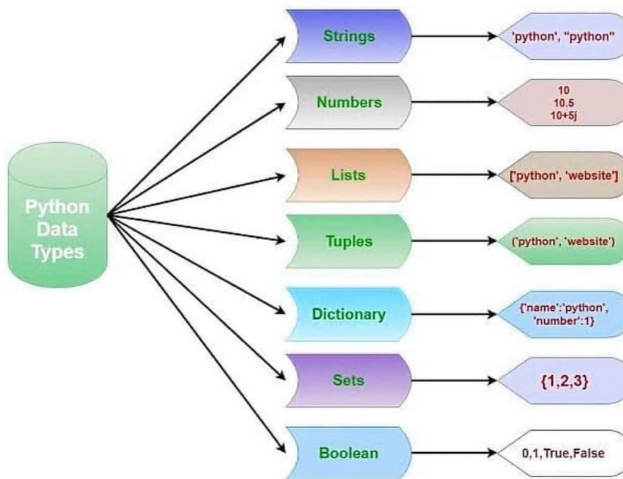 Python
Data
Types
Strings
'python', "python"
Numbers
10
10.5
10+5j
Lists
['python', 'website']
Tuples
('python', 'website')
Dictionary
{'name':'python',
'number':1}
Sets
{1,2,3}
Boolean
0,1,True,False